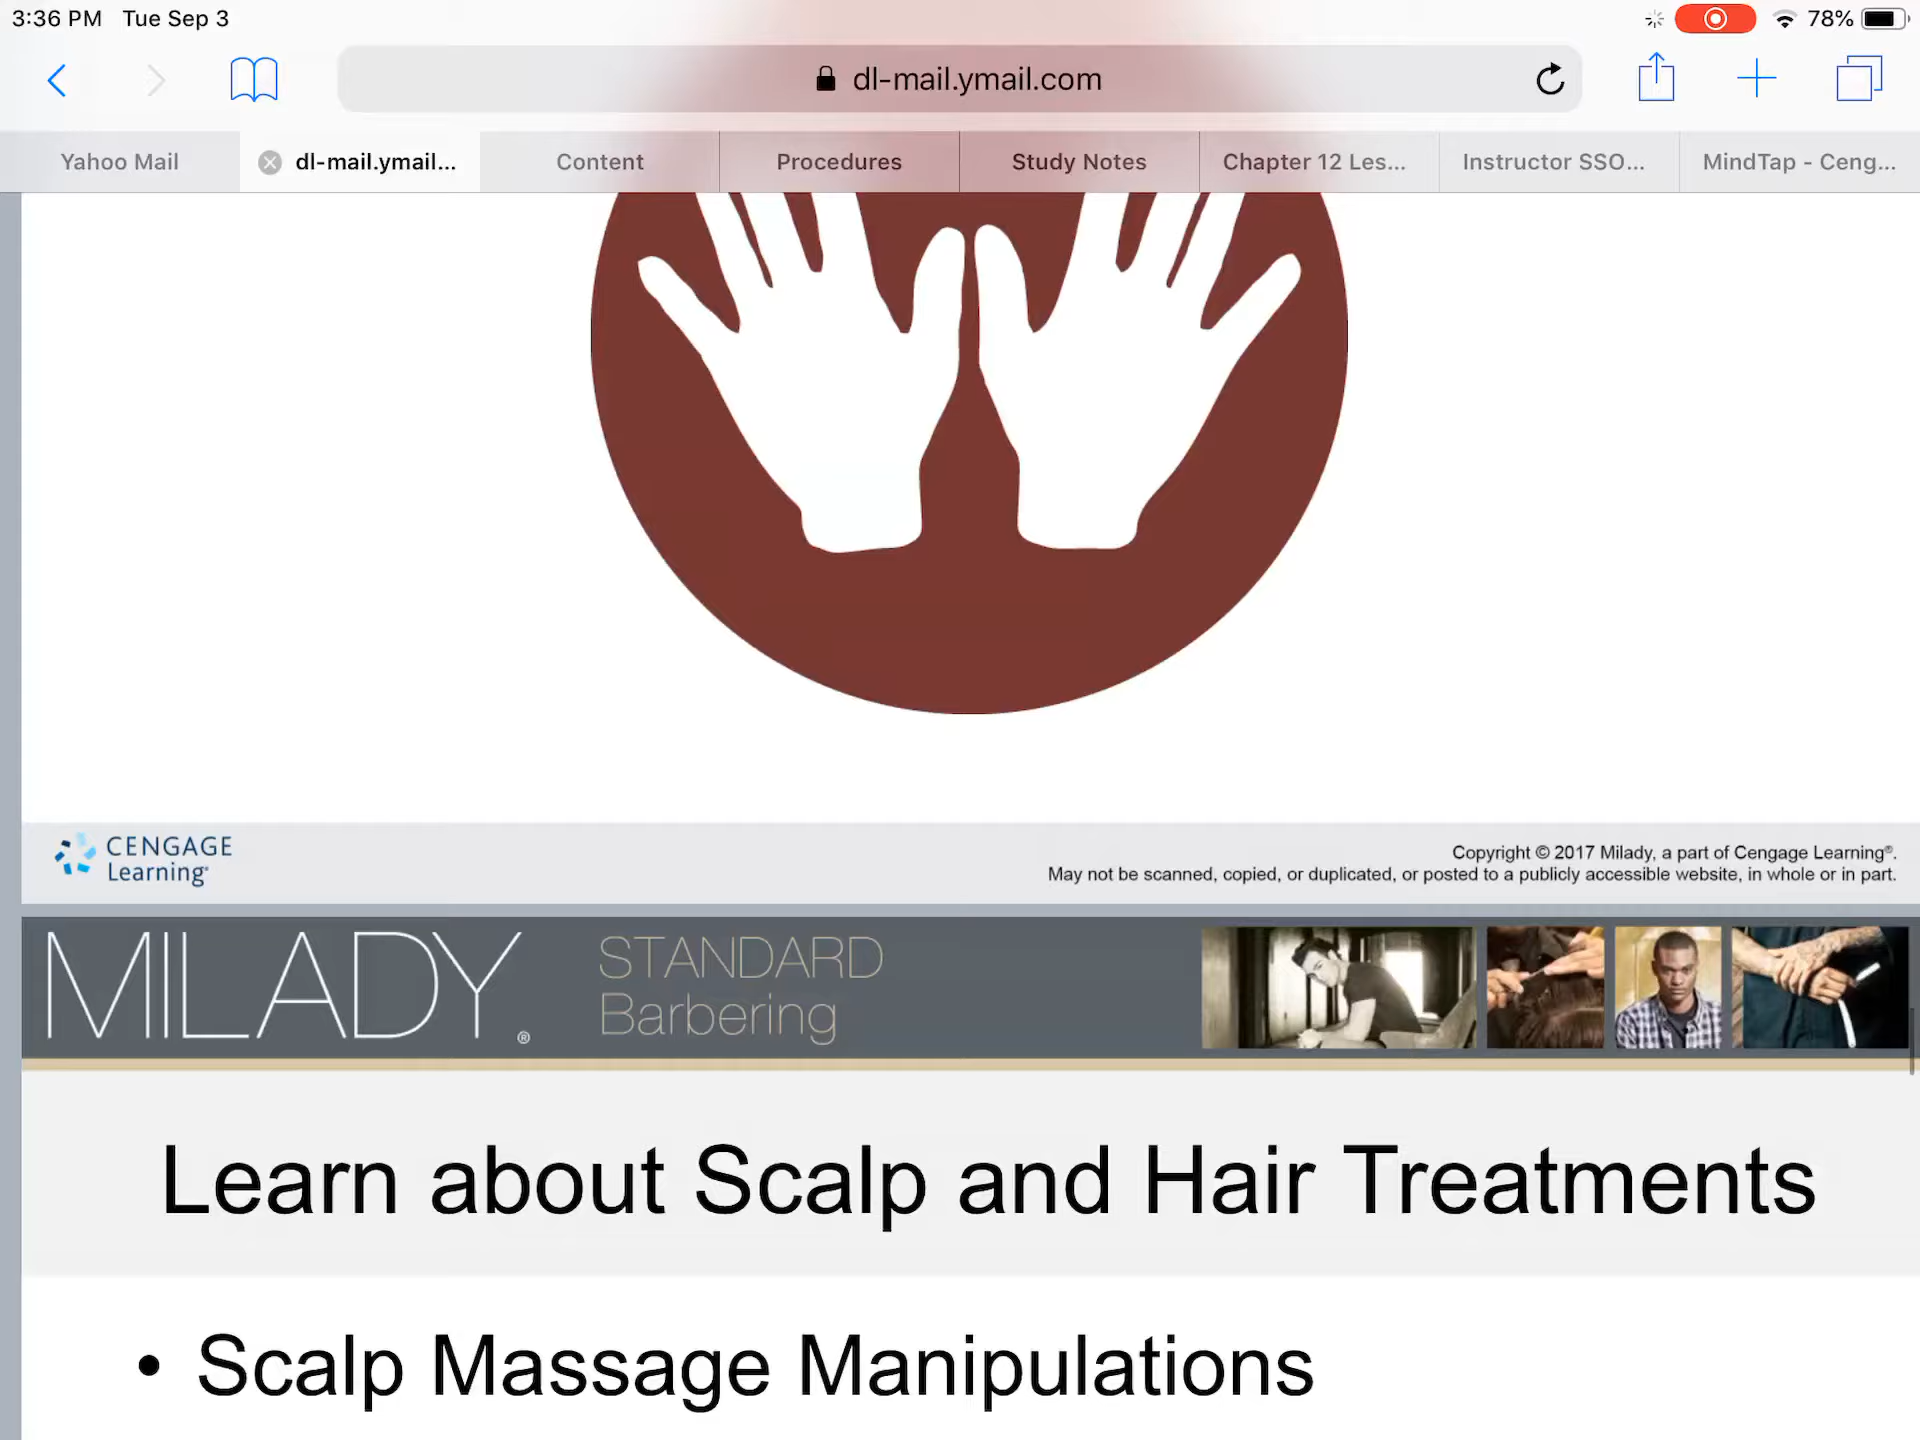 3:36 PM Tue Sep 3 78%
dl-mail.ymail.com
Yahoo Mail dl-mail.ymail... Content Procedures Study Notes Chapter 12 Les... Instructor SSO... MindTap - Ceng...
CENGAGE
Learning®
Copyright © 2017 Milady, a part of Cengage Learning®.
May not be scanned, copied, or duplicated, or posted to a publicly accessible website, in whole or in part.
MILADY®
STANDARD
Barbering
Learn about Scalp and Hair Treatments
• Scalp Massage Manipulations